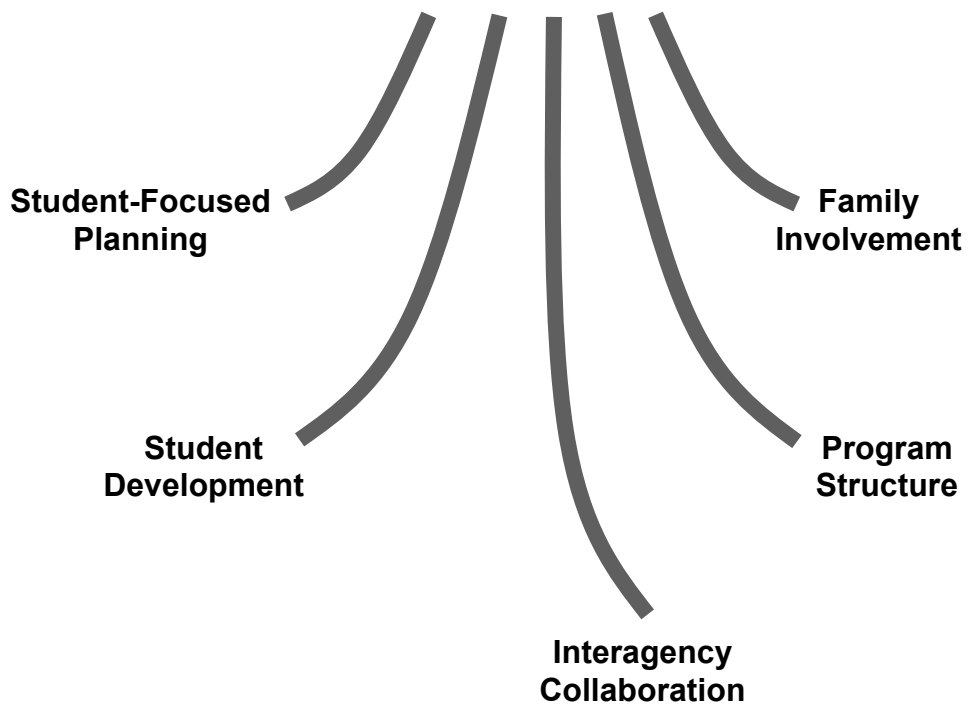 Student-Focused
Planning
Family
Involvement
Student
Development
Program
Structure
Interagency
Collaboration